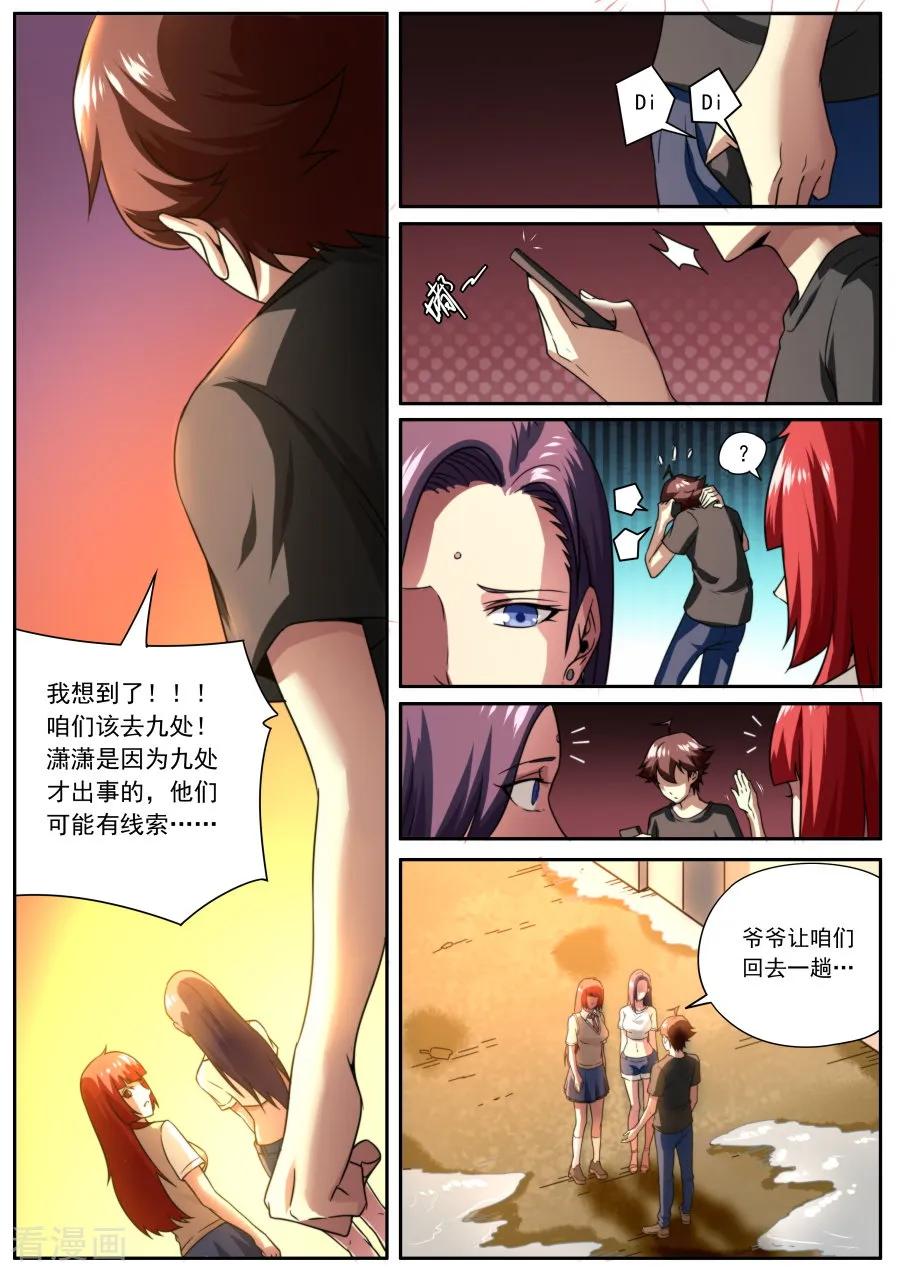 我想到了！！！
咱们该去九处！
潇潇是因为九处
才出事的，他们
可能有线索……
Di
Di
嘟～
？
爷爷让咱们
回去一趟…
看漫画